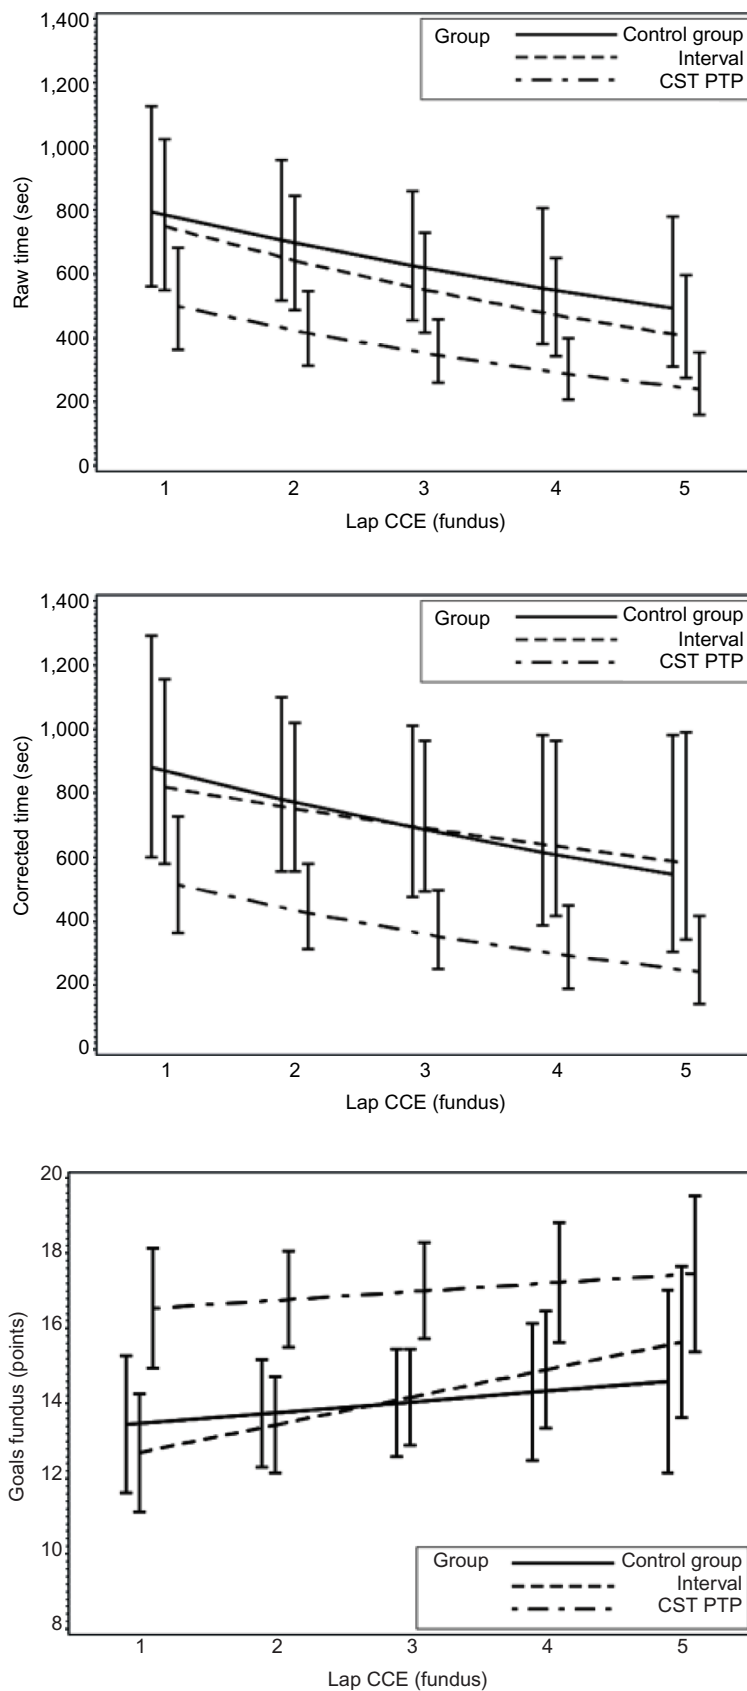 1,400
1,200
1,000
800
600
400
200
0
Raw time (sec)
Group Control group
Interval
CST PTP
1 2 3 4 5
Lap CCE (fundus)
1,400
1,200
1,000
800
600
400
200
0
Corrected time (sec)
Group Control group
Interval
CST PTP
1 2 3 4 5
Lap CCE (fundus)
20
18
16
14
12
10
8
Goals fundus (points)
Group Control group
Interval
CST PTP
1 2 3 4 5
Lap CCE (fundus)